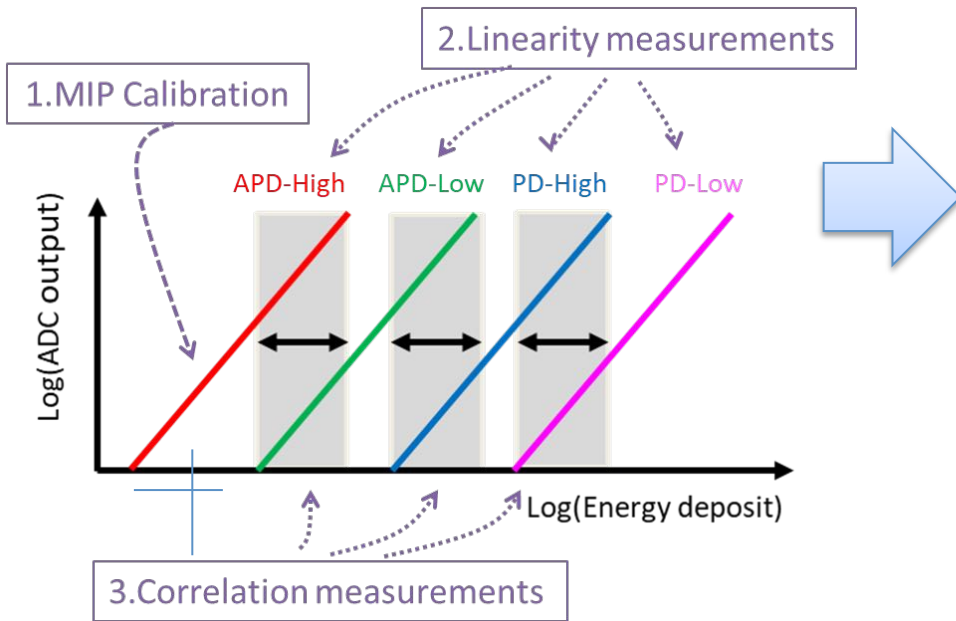 2.Linearity measurements
1.MIP Calibration
APD-High APD-Low PD-High PD-Low
Log(ADC output)
Log(Energy deposit)
3.Correlation measurements